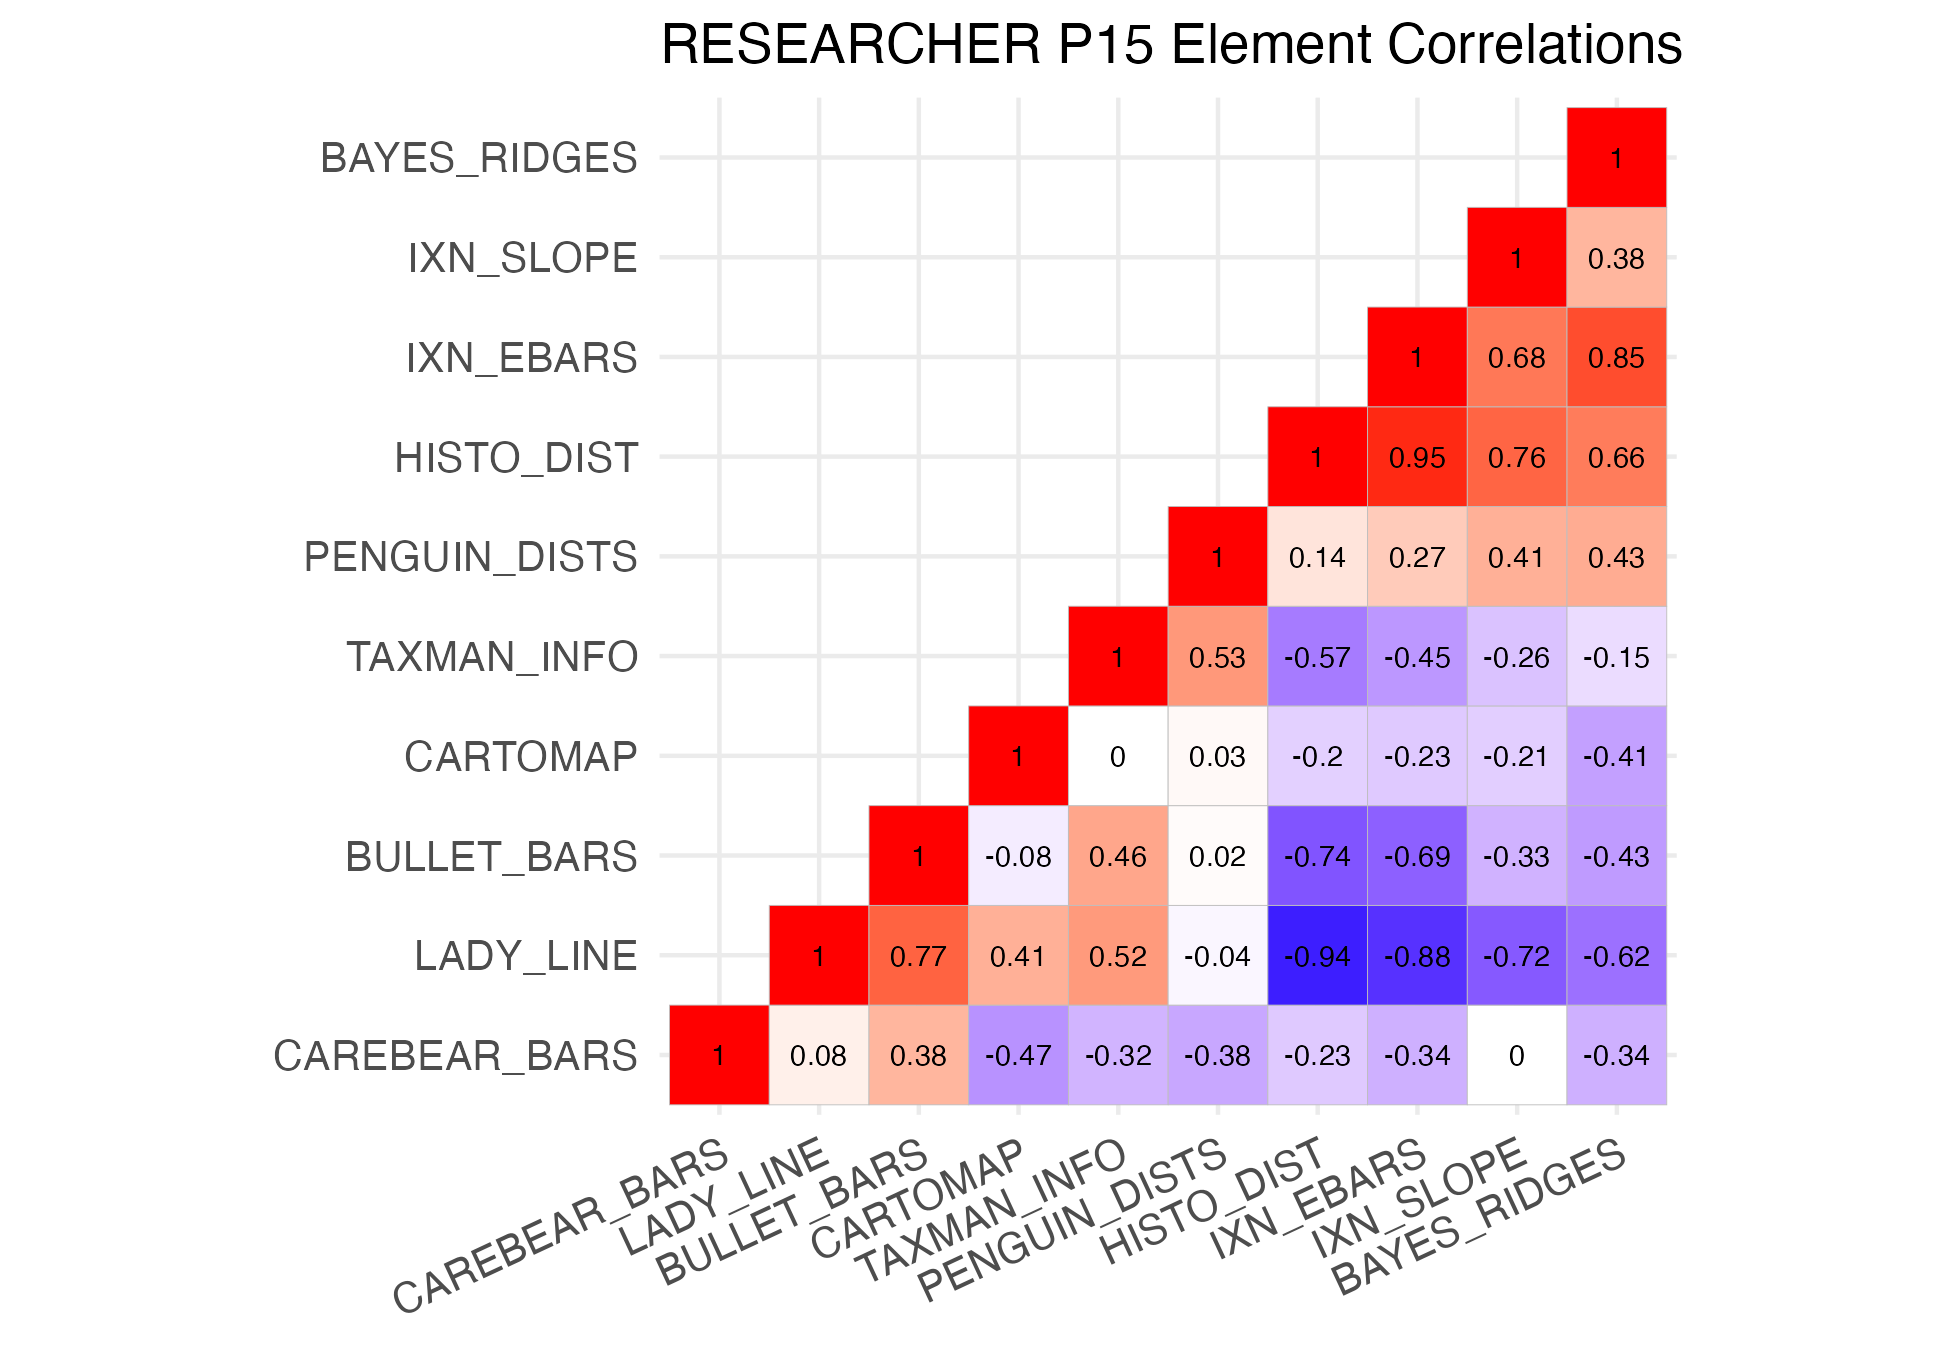 RESEARCHER P15 Element Correlations
BAYES_RIDGES 1
IXN_SLOPE 1 0.38
IXN_EBARS 1 0.68 0.85
HISTO_DIST 1 0.95 0.76 0.66
PENGUIN_DISTS 1 0.14 0.27 0.41 0.43
TAXMAN_INFO 1 0.53 -0.57 -0.45 -0.26 -0.15
CARTOMAP 1 0 0.03 -0.2 -0.23 -0.21 -0.41
BULLET_BARS 1 -0.08 0.46 0.02 -0.74 -0.69 -0.33 -0.43
LADY_LINE 1 0.77 0.41 0.52 -0.04 -0.94 -0.88 -0.72 -0.62
CAREBEAR_BARS 1 0.08 0.38 -0.47 -0.32 -0.38 -0.23 -0.34 0 -0.34
CAREBEAR_BARS
LADY_LINE
BULLET_BARS
CARTOMAP
TAXMAN_INFO
PENGUIN_DISTS
HISTO_DIST
IXN_EBARS
IXN_SLOPE
BAYES_RIDGES